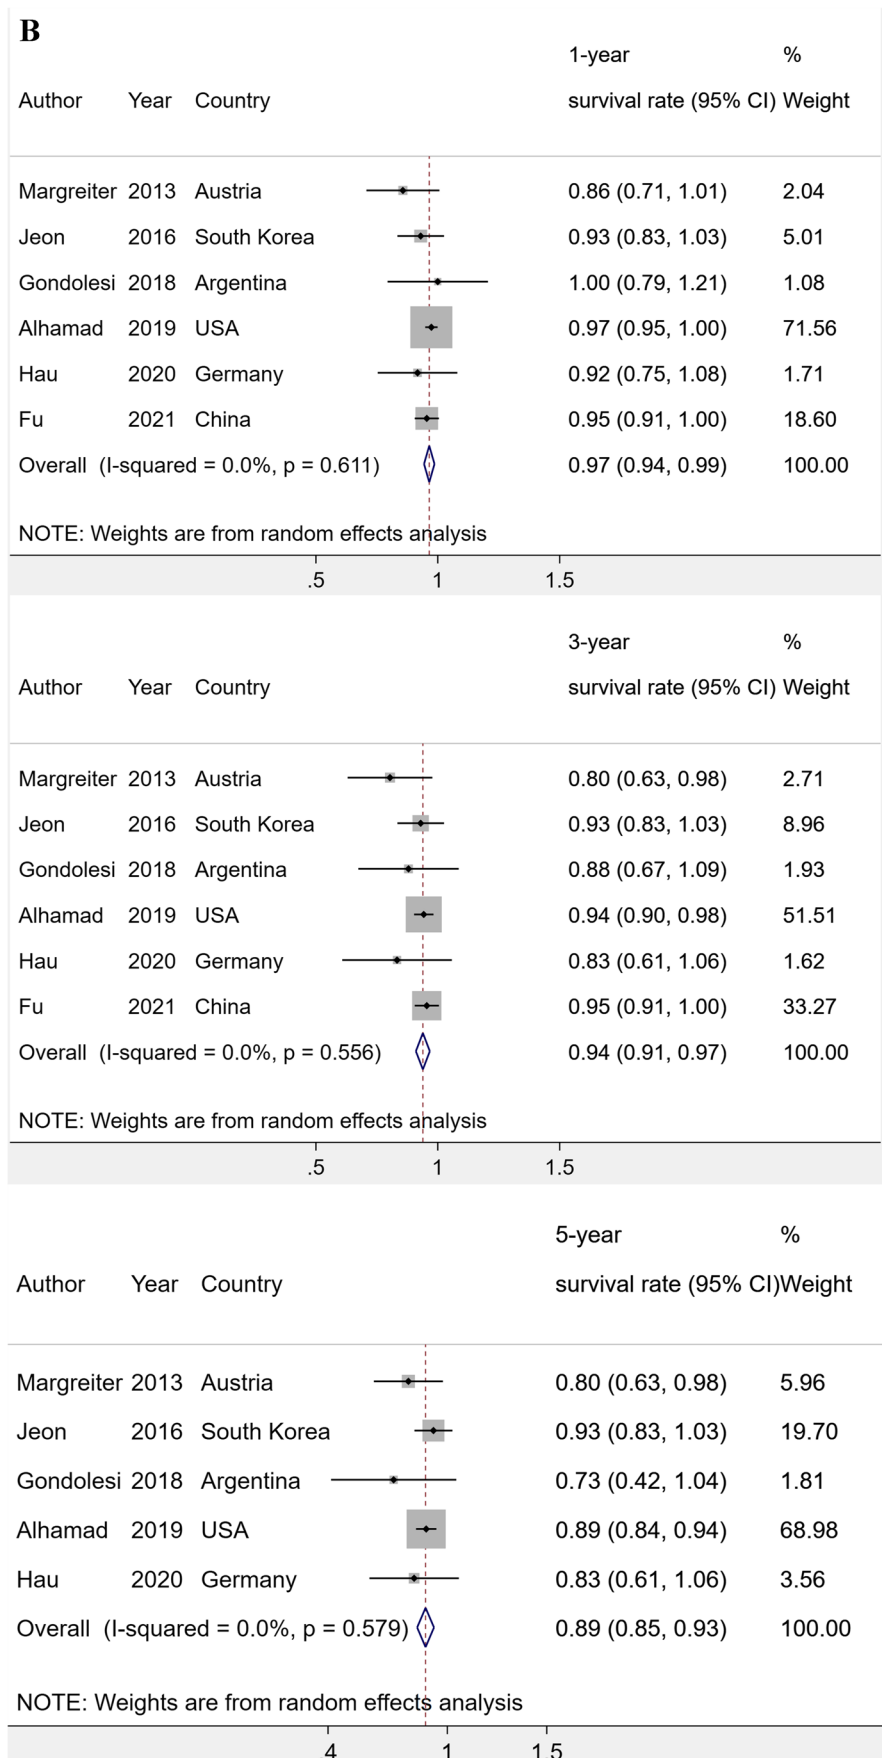 B
1-year %
Author Year Country survival rate (95% CI) Weight
Margreiter 2013 Austria 0.86 (0.71, 1.01) 2.04
Jeon 2016 South Korea 0.93 (0.83, 1.03) 5.01
Gondolesi 2018 Argentina 1.00 (0.79, 1.21) 1.08
Alhamad 2019 USA 0.97 (0.95, 1.00) 71.56
Hau 2020 Germany 0.92 (0.75, 1.08) 1.71
Fu 2021 China 0.95 (0.91, 1.00) 18.60
Overall (I-squared = 0.0%, p = 0.611) 0.97 (0.94, 0.99) 100.00
NOTE: Weights are from random effects analysis
.5 1 1.5
3-year %
Author Year Country survival rate (95% CI) Weight
Margreiter 2013 Austria 0.80 (0.63, 0.98) 2.71
Jeon 2016 South Korea 0.93 (0.83, 1.03) 8.96
Gondolesi 2018 Argentina 0.88 (0.67, 1.09) 1.93
Alhamad 2019 USA 0.94 (0.90, 0.98) 51.51
Hau 2020 Germany 0.83 (0.61, 1.06) 1.62
Fu 2021 China 0.95 (0.91, 1.00) 33.27
Overall (I-squared = 0.0%, p = 0.556) 0.94 (0.91, 0.97) 100.00
NOTE: Weights are from random effects analysis
.5 1 1.5
5-year %
Author Year Country survival rate (95% CI)Weight
Margreiter 2013 Austria 0.80 (0.63, 0.98) 5.96
Jeon 2016 South Korea 0.93 (0.83, 1.03) 19.70
Gondolesi 2018 Argentina 0.73 (0.42, 1.04) 1.81
Alhamad 2019 USA 0.89 (0.84, 0.94) 68.98
Hau 2020 Germany 0.83 (0.61, 1.06) 3.56
Overall (I-squared = 0.0%, p = 0.579) 0.89 (0.85, 0.93) 100.00
NOTE: Weights are from random effects analysis
.4 1 1.5